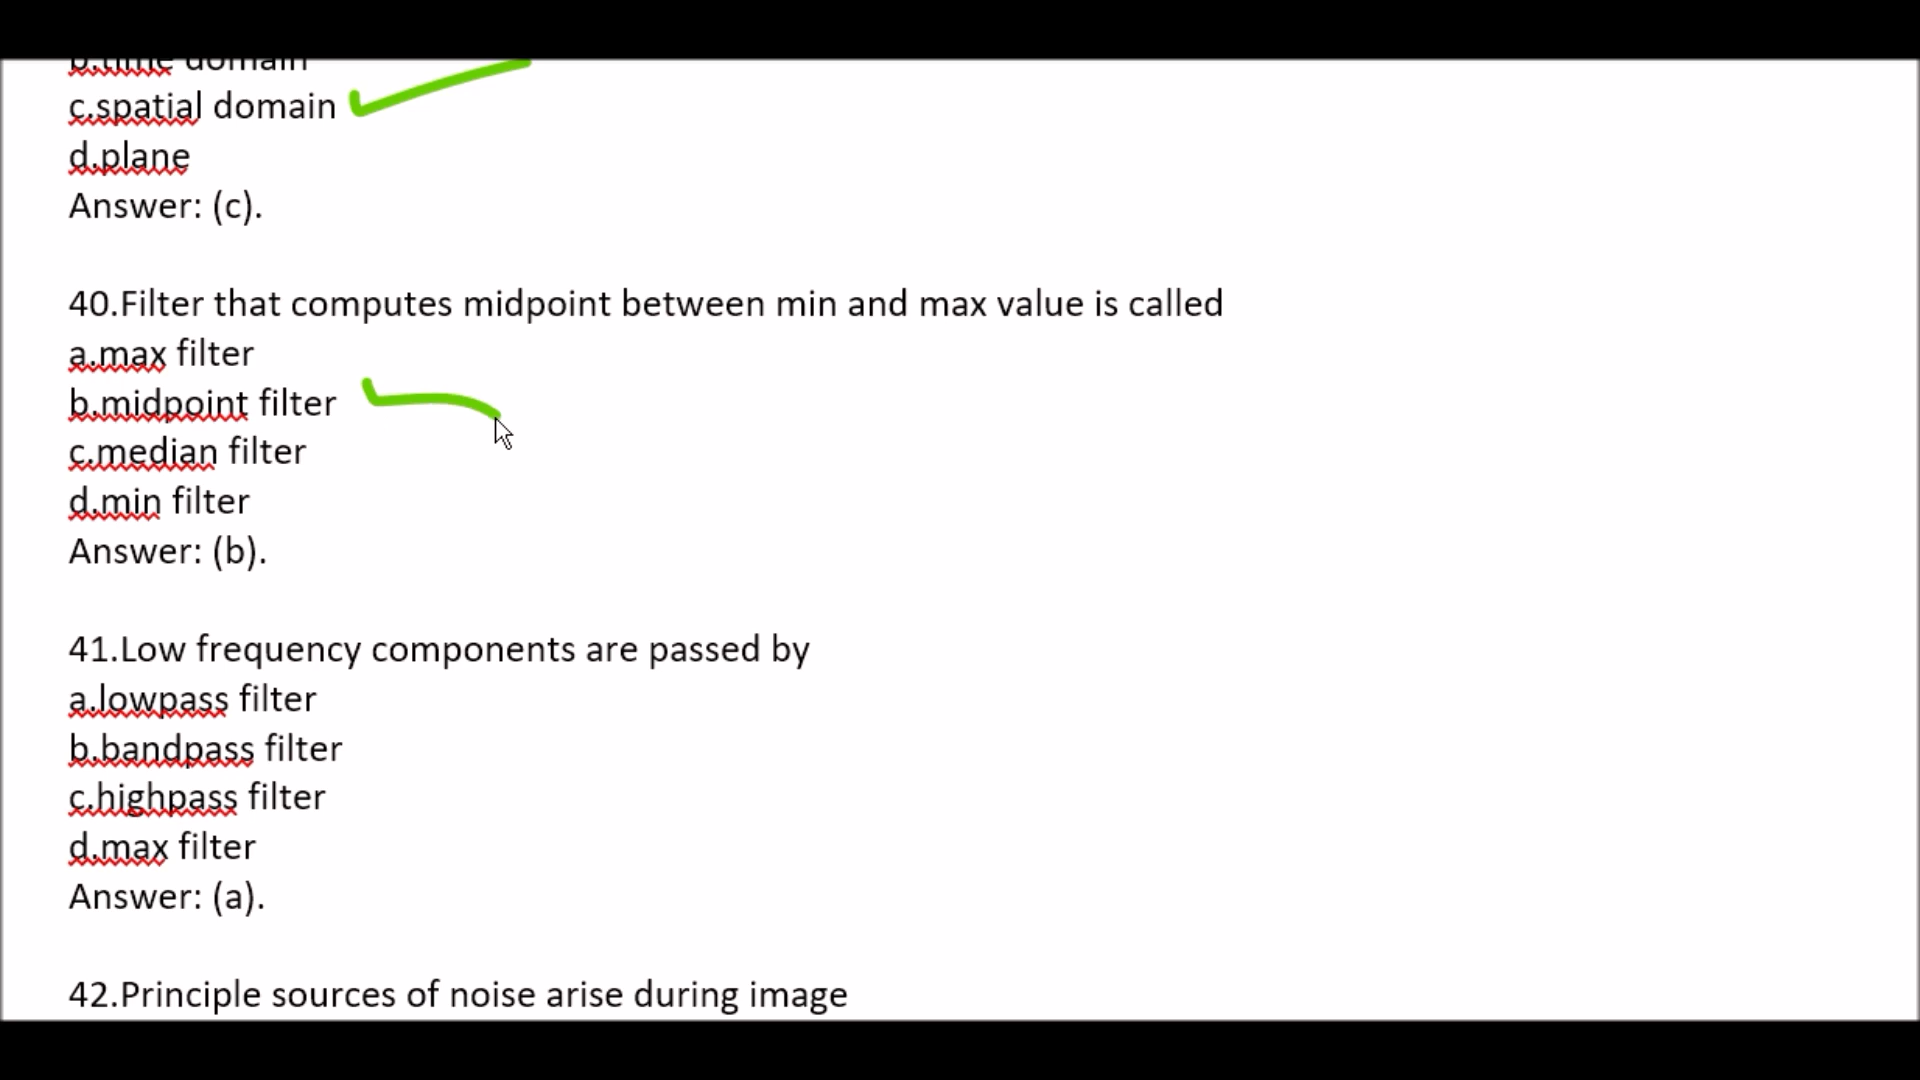 b.time domain
c.spatial domain
d.plane
Answer: (c).
40.Filter that computes midpoint between min and max value is called
a.max filter
b.midpoint filter
c.median filter
d.min filter
Answer: (b).
41.Low frequency components are passed by
a.lowpass filter
b.bandpass filter
c.highpass filter
d.max filter
Answer: (a).
42.Principle sources of noise arise during image